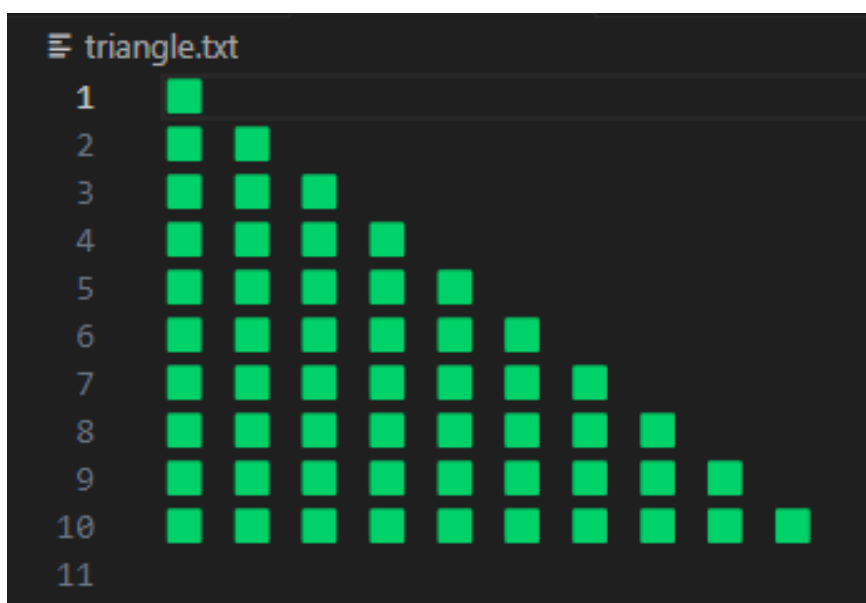 triangle.txt
1 🟩
2 🟩 🟩
3 🟩 🟩 🟩
4 🟩 🟩 🟩 🟩
5 🟩 🟩 🟩 🟩 🟩
6 🟩 🟩 🟩 🟩 🟩 🟩
7 🟩 🟩 🟩 🟩 🟩 🟩 🟩
8 🟩 🟩 🟩 🟩 🟩 🟩 🟩 🟩
9 🟩 🟩 🟩 🟩 🟩 🟩 🟩 🟩 🟩
10 🟩 🟩 🟩 🟩 🟩 🟩 🟩 🟩 🟩 🟩
11